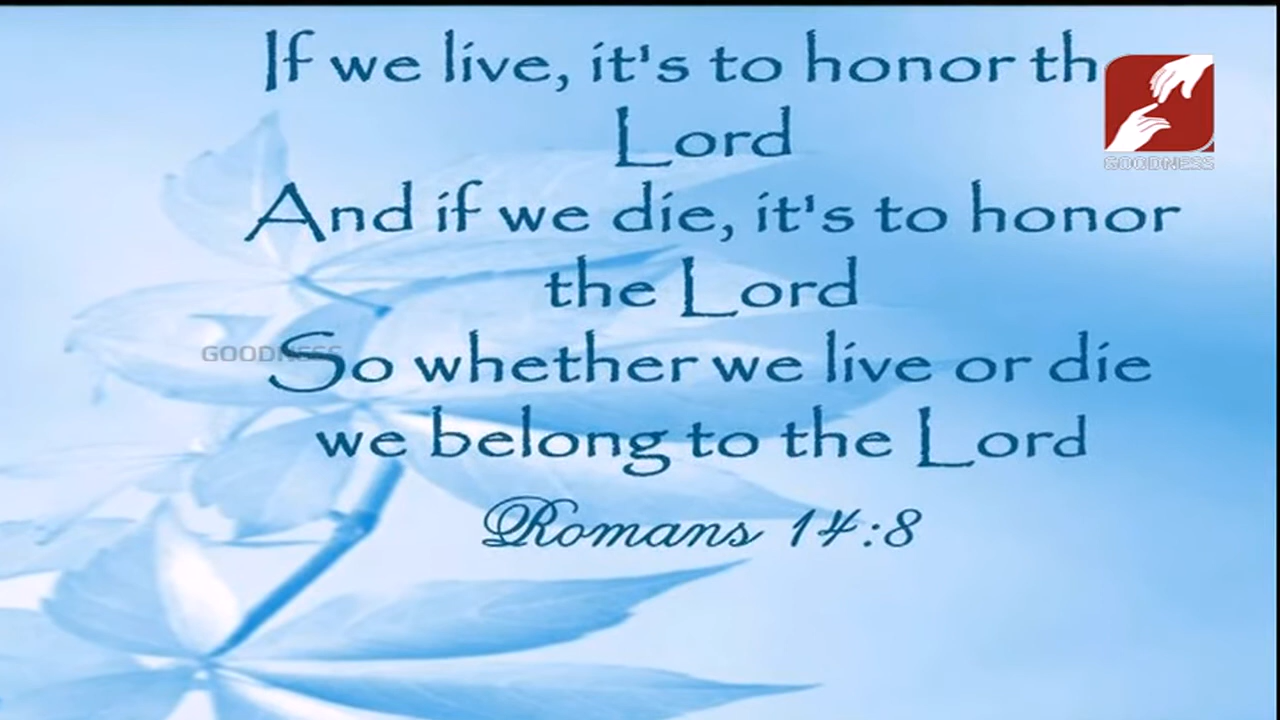 If we live, it's to honor th
Lord
And if we die, it's to honor
the Lord
So whether we live or die
we belong to the Lord
Romans 14:8
GOODNESS
GOODNESS